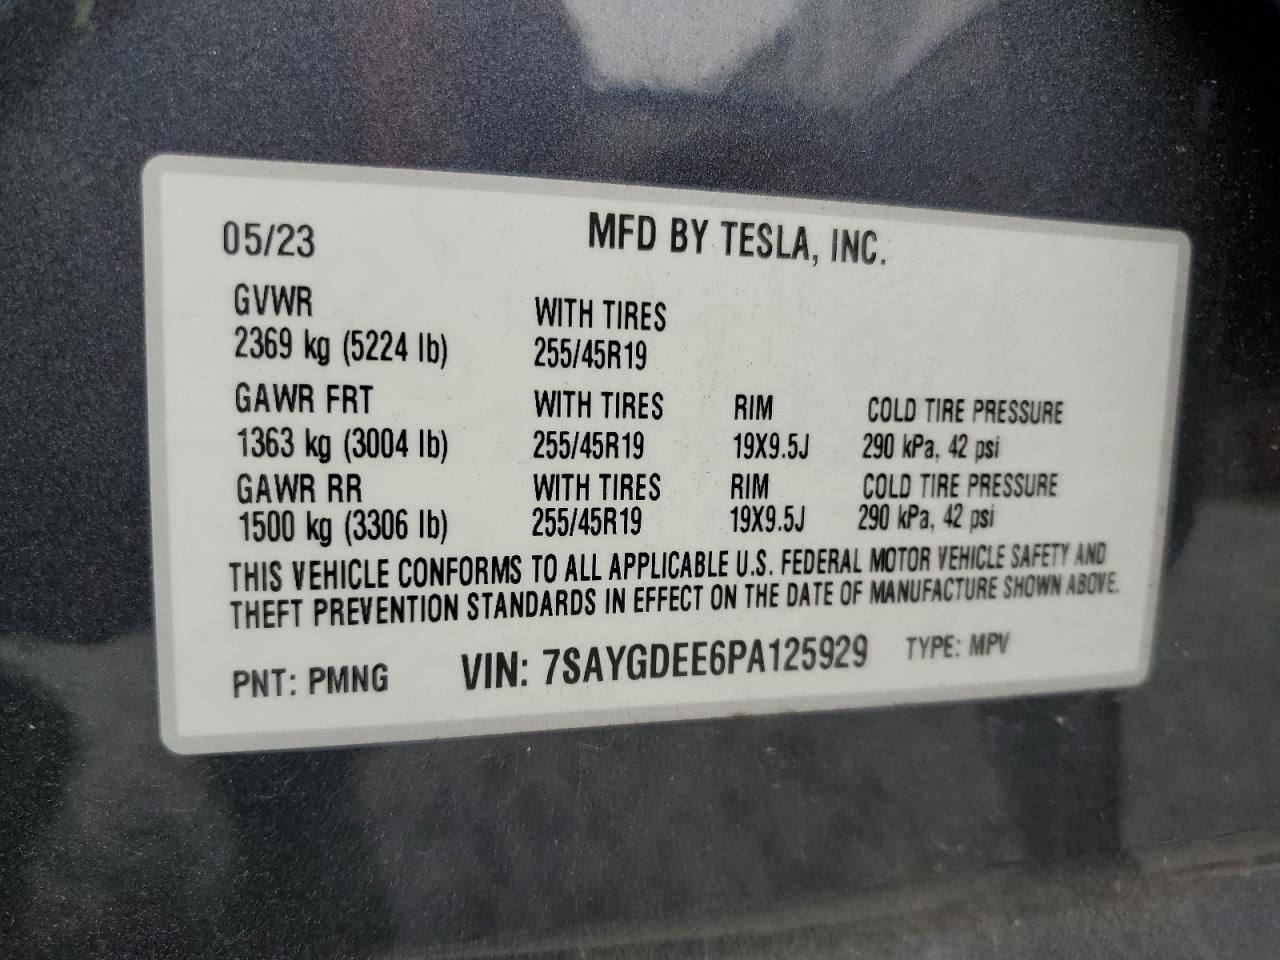 05/23 MFD BY TESLA, INC.
GVWR WITH TIRES
2369 kg (5224 lb) 255/45R19
GAWR FRT WITH TIRES RIM COLD TIRE PRESSURE
1363 kg (3004 lb) 255/45R19 19X9.5J 290 kPa, 42 psi
GAWR RR WITH TIRES RIM COLD TIRE PRESSURE
1500 kg (3306 lb) 255/45R19 19X9.5J 290 kPa, 42 psi
THIS VEHICLE CONFORMS TO ALL APPLICABLE U.S. FEDERAL MOTOR VEHICLE SAFETY AND
THEFT PREVENTION STANDARDS IN EFFECT ON THE DATE OF MANUFACTURE SHOWN ABOVE.
PNT: PMNG VIN: 7SAYGDEE6PA125929 TYPE: MPV